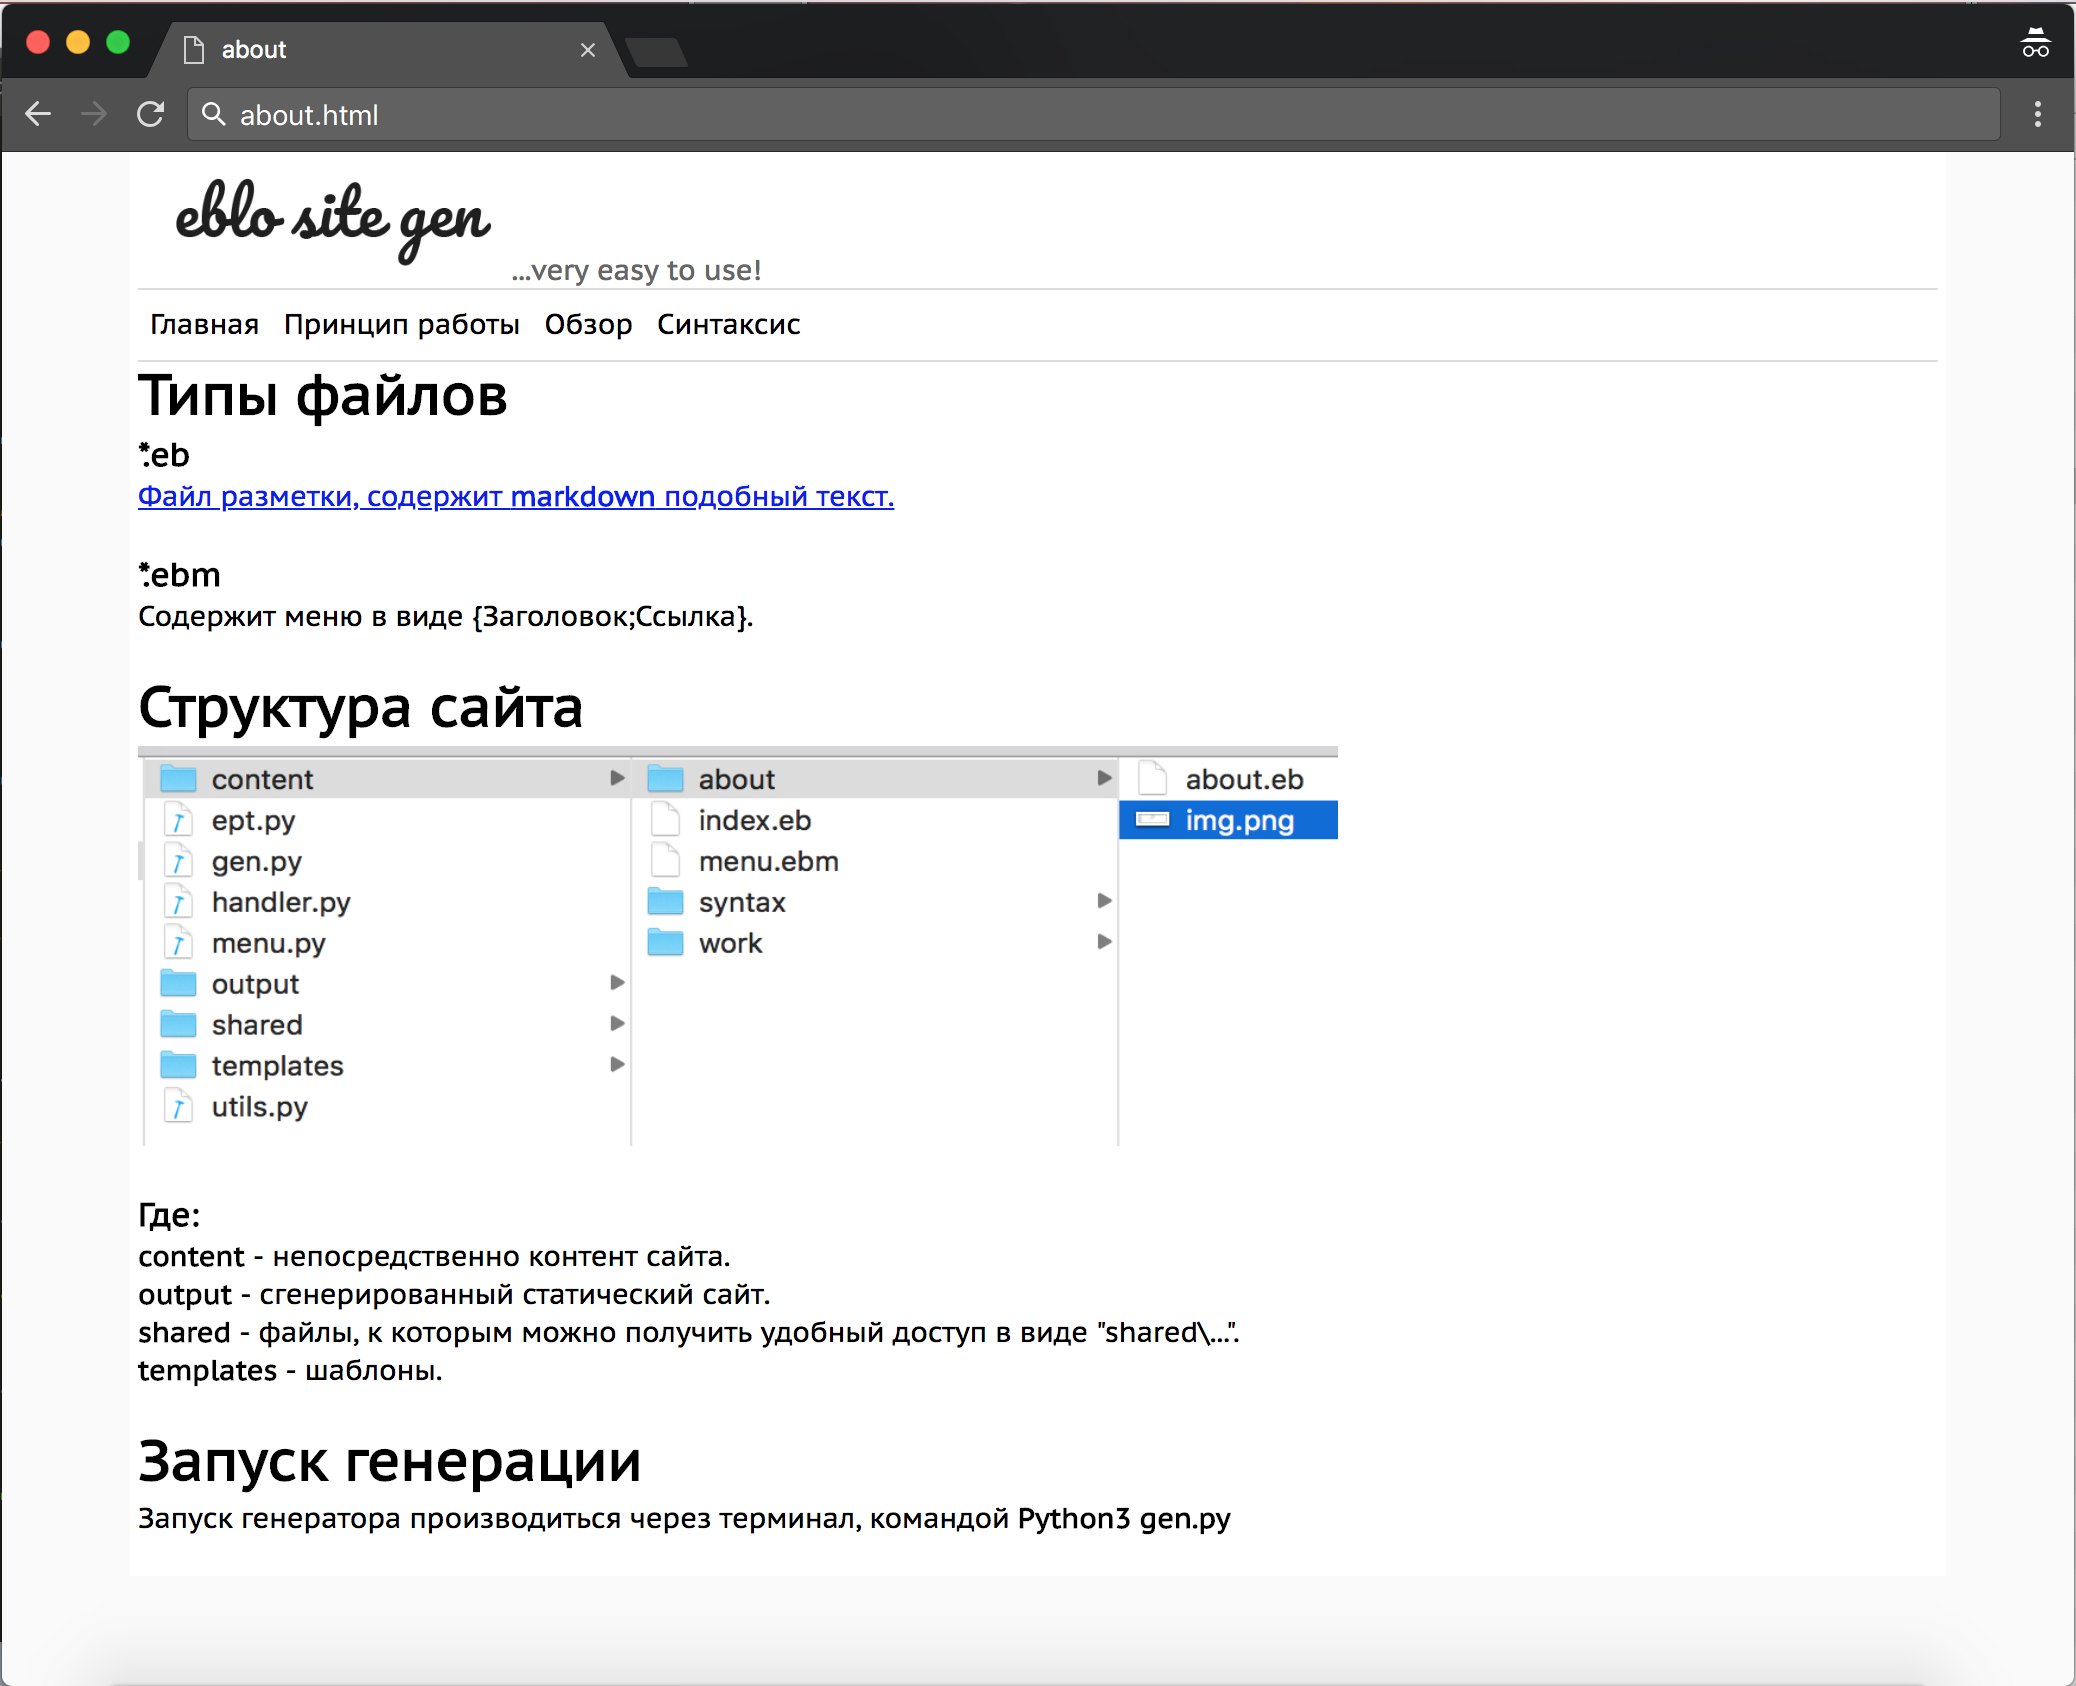 about
about.html
eblo site gen
...very easy to use!
Главная Принцип работы Обзор Синтаксис
Типы файлов
*.eb
Файл разметки, содержит markdown подобный текст.
*.ebm
Содержит меню в виде {Заголовок;Ссылка}.
Структура сайта
content about about.eb
ept.py index.eb img.png
gen.py menu.ebm
handler.py syntax
menu.py work
output
shared
templates
utils.py
Где:
content - непосредственно контент сайта.
output - сгенерированный статический сайт.
shared - файлы, к которым можно получить удобный доступ в виде "shared\...".
templates - шаблоны.
Запуск генерации
Запуск генератора производиться через терминал, командой Python3 gen.py